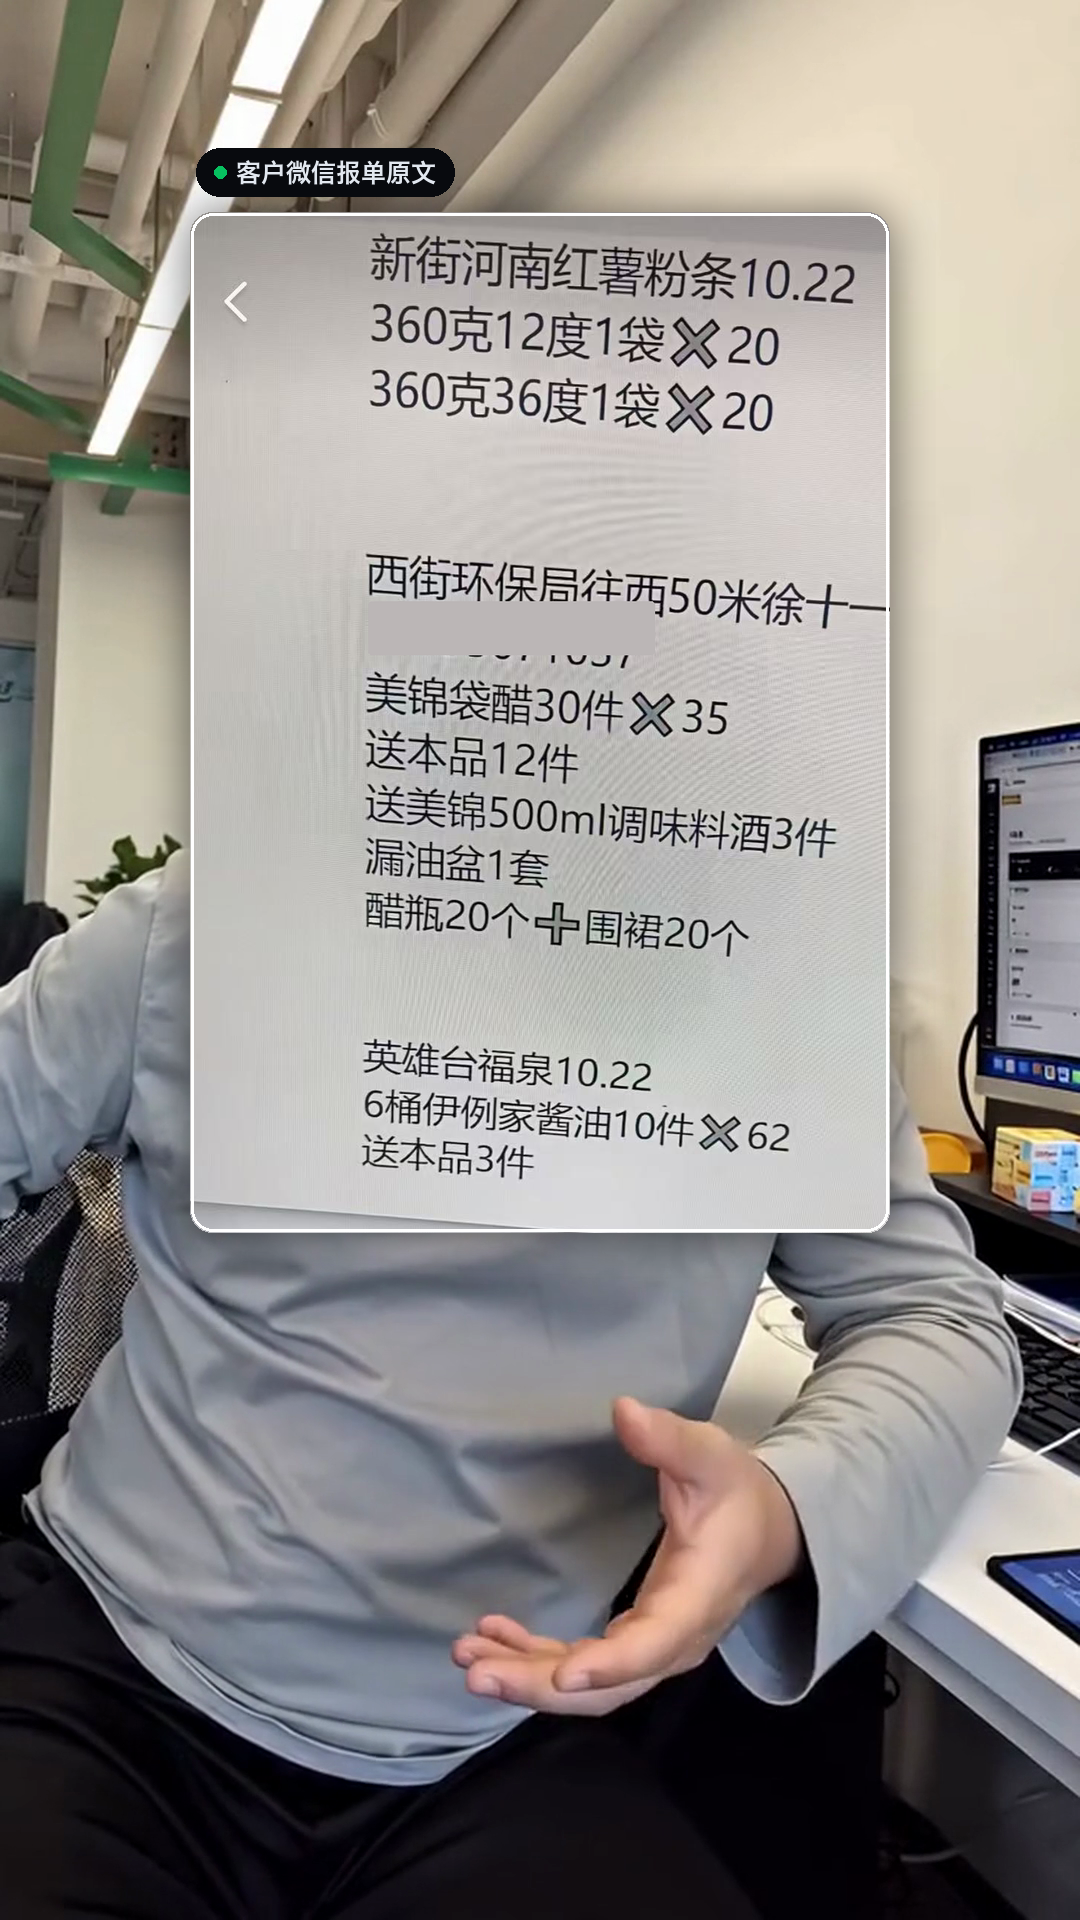 客户微信报单原文
新街河南红薯粉条10.22
360克12度1袋✖20
360克36度1袋✖20
西街环保局往西50米徐十一
美锦袋醋30件✖35
送本品12件
送美锦500ml调味料酒3件
漏油盆1套
醋瓶20个➕围裙20个
英雄台福泉10.22
6桶伊例家酱油10件✖62
送本品3件